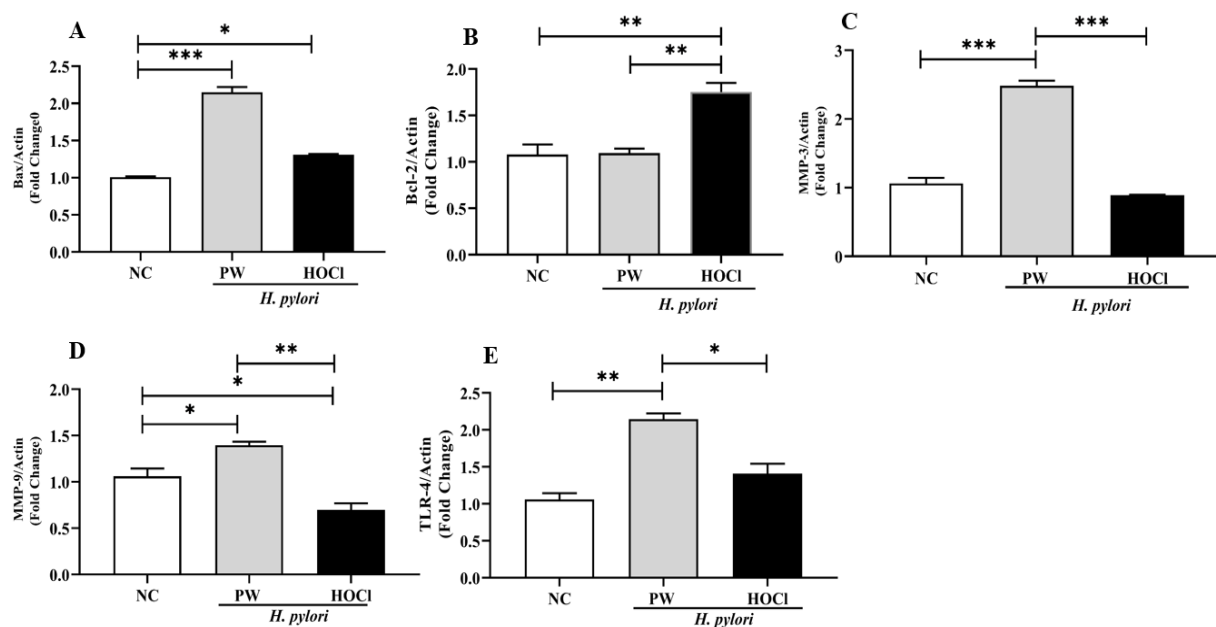 A
*
***
Bax/Actin
(Fold Change0
2.5
2.0
1.5
1.0
0.5
0.0
NC
PW
HOCl
H. pylori
B
**
**
Bcl-2/Actin
(Fold Change)
2.0
1.5
1.0
0.5
0.0
NC
PW
HOCl
H. pylori
C
***
***
MMP-3/Actin
(Fold Change)
3
2
1
0
NC
PW
HOCl
H. pylori
D
**
*
*
MMP-9/Actin
(Fold Change)
2.0
1.5
1.0
0.5
0.0
NC
PW
HOCl
H. pylori
E
*
**
TLR-4/Actin
(Fold Change)
2.5
2.0
1.5
1.0
0.5
0.0
NC
PW
HOCl
H. pylori